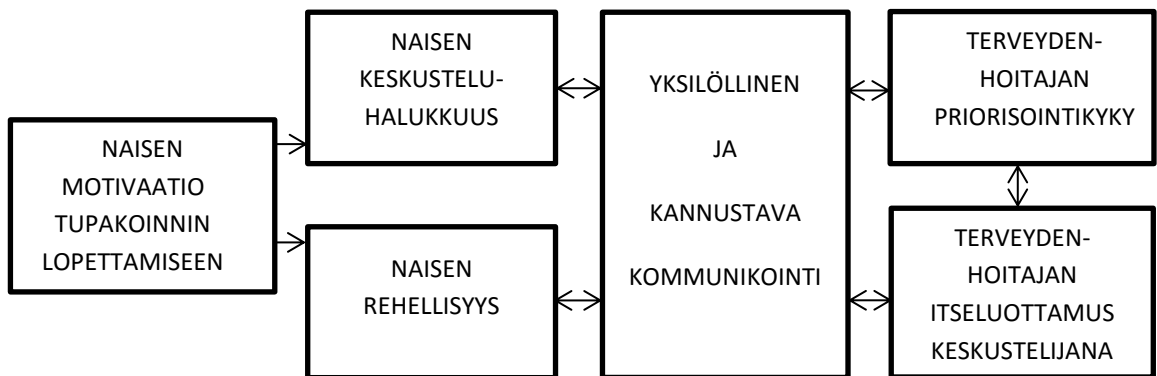 NAISEN
MOTIVAATIO
TUPAKOINNIN
LOPETTAMISEEN
NAISEN
KESKUSTELU-
HALUKKUUS
NAISEN
REHELLISYYS
YKSILÖLLINEN
JA
KANNUSTAVA
KOMMUNIKOINTI
TERVEYDEN-
HOITAJAN
PRIORISOINTIKYKY
TERVEYDEN-
HOITAJAN
ITSELUOTTAMUS
KESKUSTELIJANA